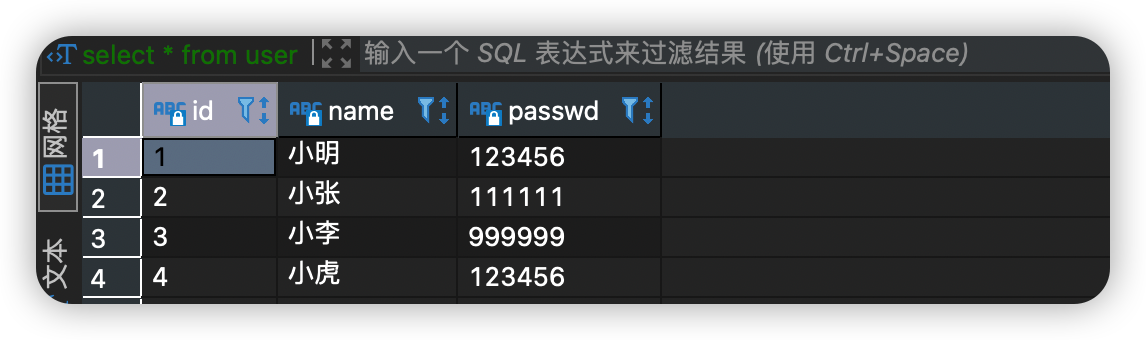 select * from user 输入一个 SQL 表达式来过滤结果 (使用 Ctrl+Space)
网格
文本
ABC id ABC name ABC passwd
1 1 小明 123456
2 2 小张 111111
3 3 小李 999999
4 4 小虎 123456